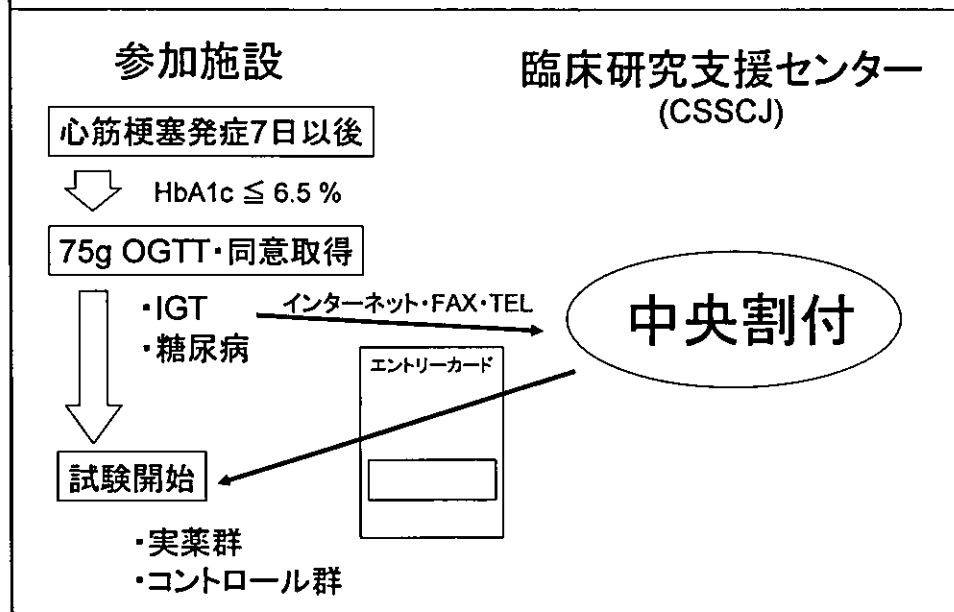 参加施設
臨床研究支援センター
(CSSCJ)
心筋梗塞発症7日以後
HbA1c ≦ 6.5 %
75g OGTT・同意取得
・IGT
・糖尿病
インターネット・FAX・TEL
中央割付
エントリーカード
試験開始
・実薬群
・コントロール群